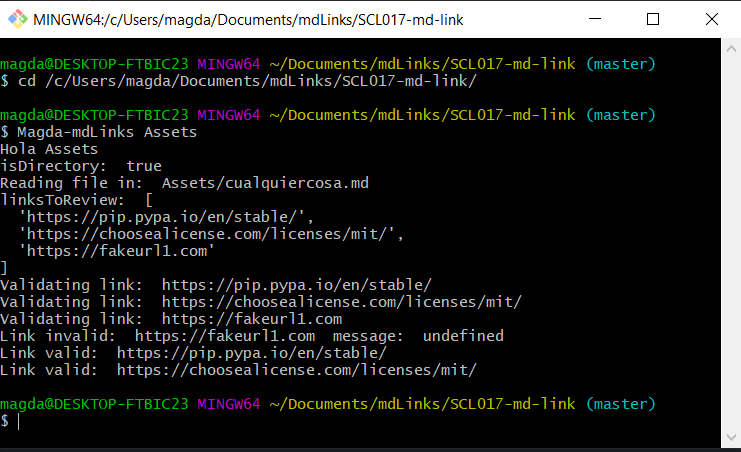 MINGW64:/c/Users/magda/Documents/mdLinks/SCL017-md-link
magda@DESKTOP-FTBIC23 MINGW64 ~/Documents/mdLinks/SCL017-md-link (master)
$ cd /c/Users/magda/Documents/mdLinks/SCL017-md-link/
magda@DESKTOP-FTBIC23 MINGW64 ~/Documents/mdLinks/SCL017-md-link (master)
$ Magda-mdLinks Assets
Hola Assets
isDirectory:  true
Reading file in:  Assets/cualquiercosa.md
linksToReview:  [
  'https://pip.pypa.io/en/stable/',
  'https://choosealicense.com/licenses/mit/',
  'https://fakeurl1.com'
]
Validating link:  https://pip.pypa.io/en/stable/
Validating link:  https://choosealicense.com/licenses/mit/
Validating link:  https://fakeurl1.com
Link invalid:  https://fakeurl1.com  message:  undefined
Link valid:  https://pip.pypa.io/en/stable/
Link valid:  https://choosealicense.com/licenses/mit/
magda@DESKTOP-FTBIC23 MINGW64 ~/Documents/mdLinks/SCL017-md-link (master)
$